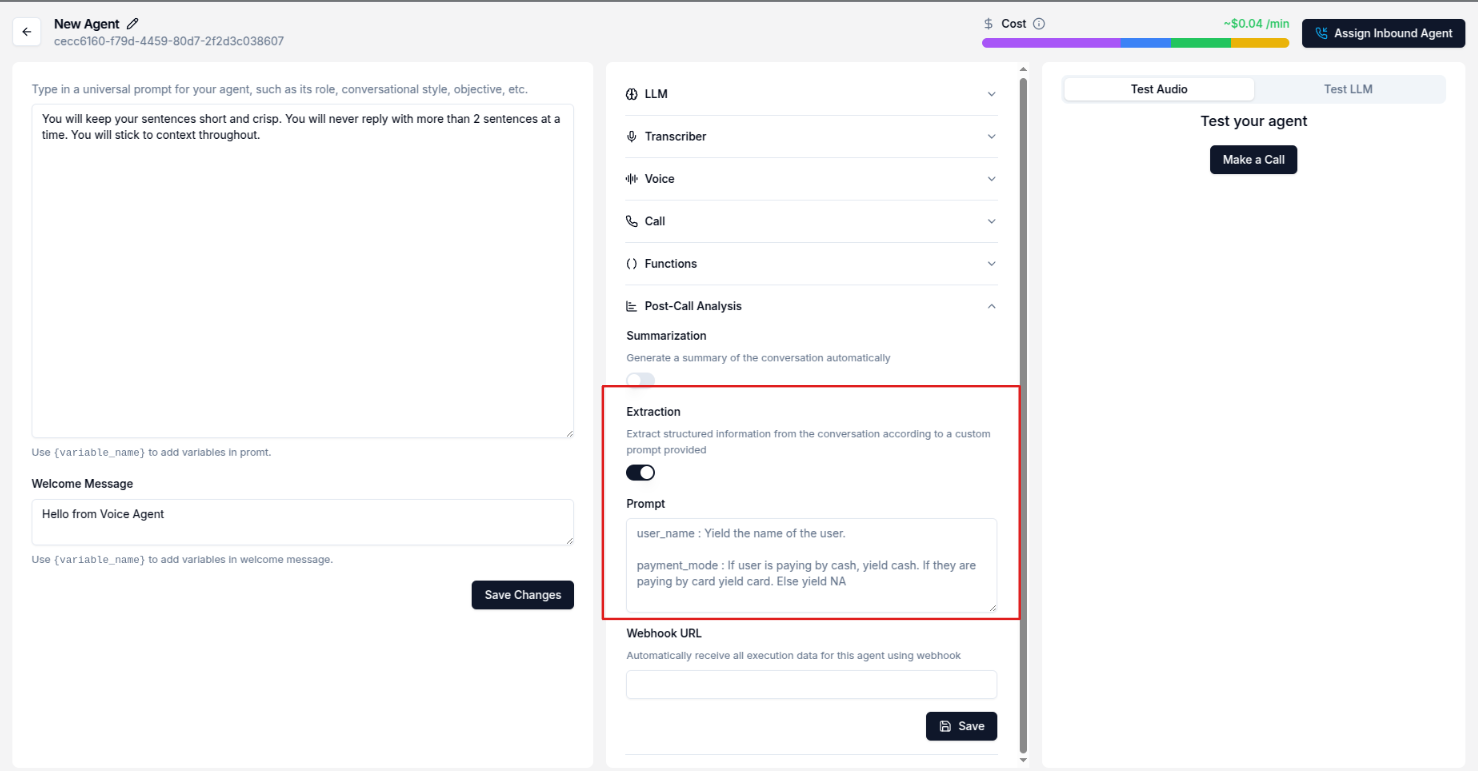 New Agent
cecc6160-f79d-4459-80d7-2f2d3c038607
Cost
~$0.04 /min
Assign Inbound Agent
Type in a universal prompt for your agent, such as its role, conversational style, objective, etc.
You will keep your sentences short and crisp. You will never reply with more than 2 sentences at a
time. You will stick to context throughout.
Use {variable_name} to add variables in promt.
Welcome Message
Hello from Voice Agent
Use {variable_name} to add variables in welcome message.
Save Changes
LLM
Transcriber
Voice
Call
Functions
Post-Call Analysis
Summarization
Generate a summary of the conversation automatically
Extraction
Extract structured information from the conversation according to a custom
prompt provided
Prompt
user_name : Yield the name of the user.
payment_mode : If user is paying by cash, yield cash. If they are
paying by card yield card. Else yield NA
Webhook URL
Automatically receive all execution data for this agent using webhook
Save
Test Audio
Test LLM
Test your agent
Make a Call